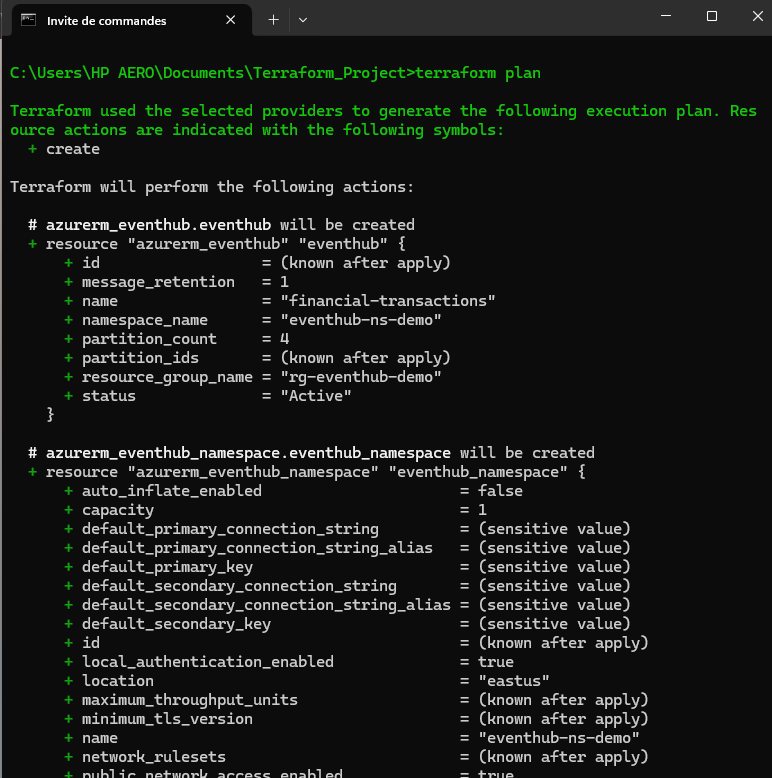 Invite de commandes
C:\Users\HP AERO\Documents\Terraform_Project>terraform plan
Terraform used the selected providers to generate the following execution plan. Res
ource actions are indicated with the following symbols:
  + create
Terraform will perform the following actions:
  # azurerm_eventhub.eventhub will be created
  + resource "azurerm_eventhub" "eventhub" {
      + id                  = (known after apply)
      + message_retention   = 1
      + name                = "financial-transactions"
      + namespace_name      = "eventhub-ns-demo"
      + partition_count     = 4
      + partition_ids       = (known after apply)
      + resource_group_name = "rg-eventhub-demo"
      + status              = "Active"
    }
  # azurerm_eventhub_namespace.eventhub_namespace will be created
  + resource "azurerm_eventhub_namespace" "eventhub_namespace" {
      + auto_inflate_enabled                      = false
      + capacity                                  = 1
      + default_primary_connection_string         = (sensitive value)
      + default_primary_connection_string_alias   = (sensitive value)
      + default_primary_key                       = (sensitive value)
      + default_secondary_connection_string       = (sensitive value)
      + default_secondary_connection_string_alias = (sensitive value)
      + default_secondary_key                     = (sensitive value)
      + id                                        = (known after apply)
      + local_authentication_enabled              = true
      + location                                  = "eastus"
      + maximum_throughput_units                  = (known after apply)
      + minimum_tls_version                       = (known after apply)
      + name                                      = "eventhub-ns-demo"
      + network_rulesets                          = (known after apply)
      + public_network_access_enabled             = true